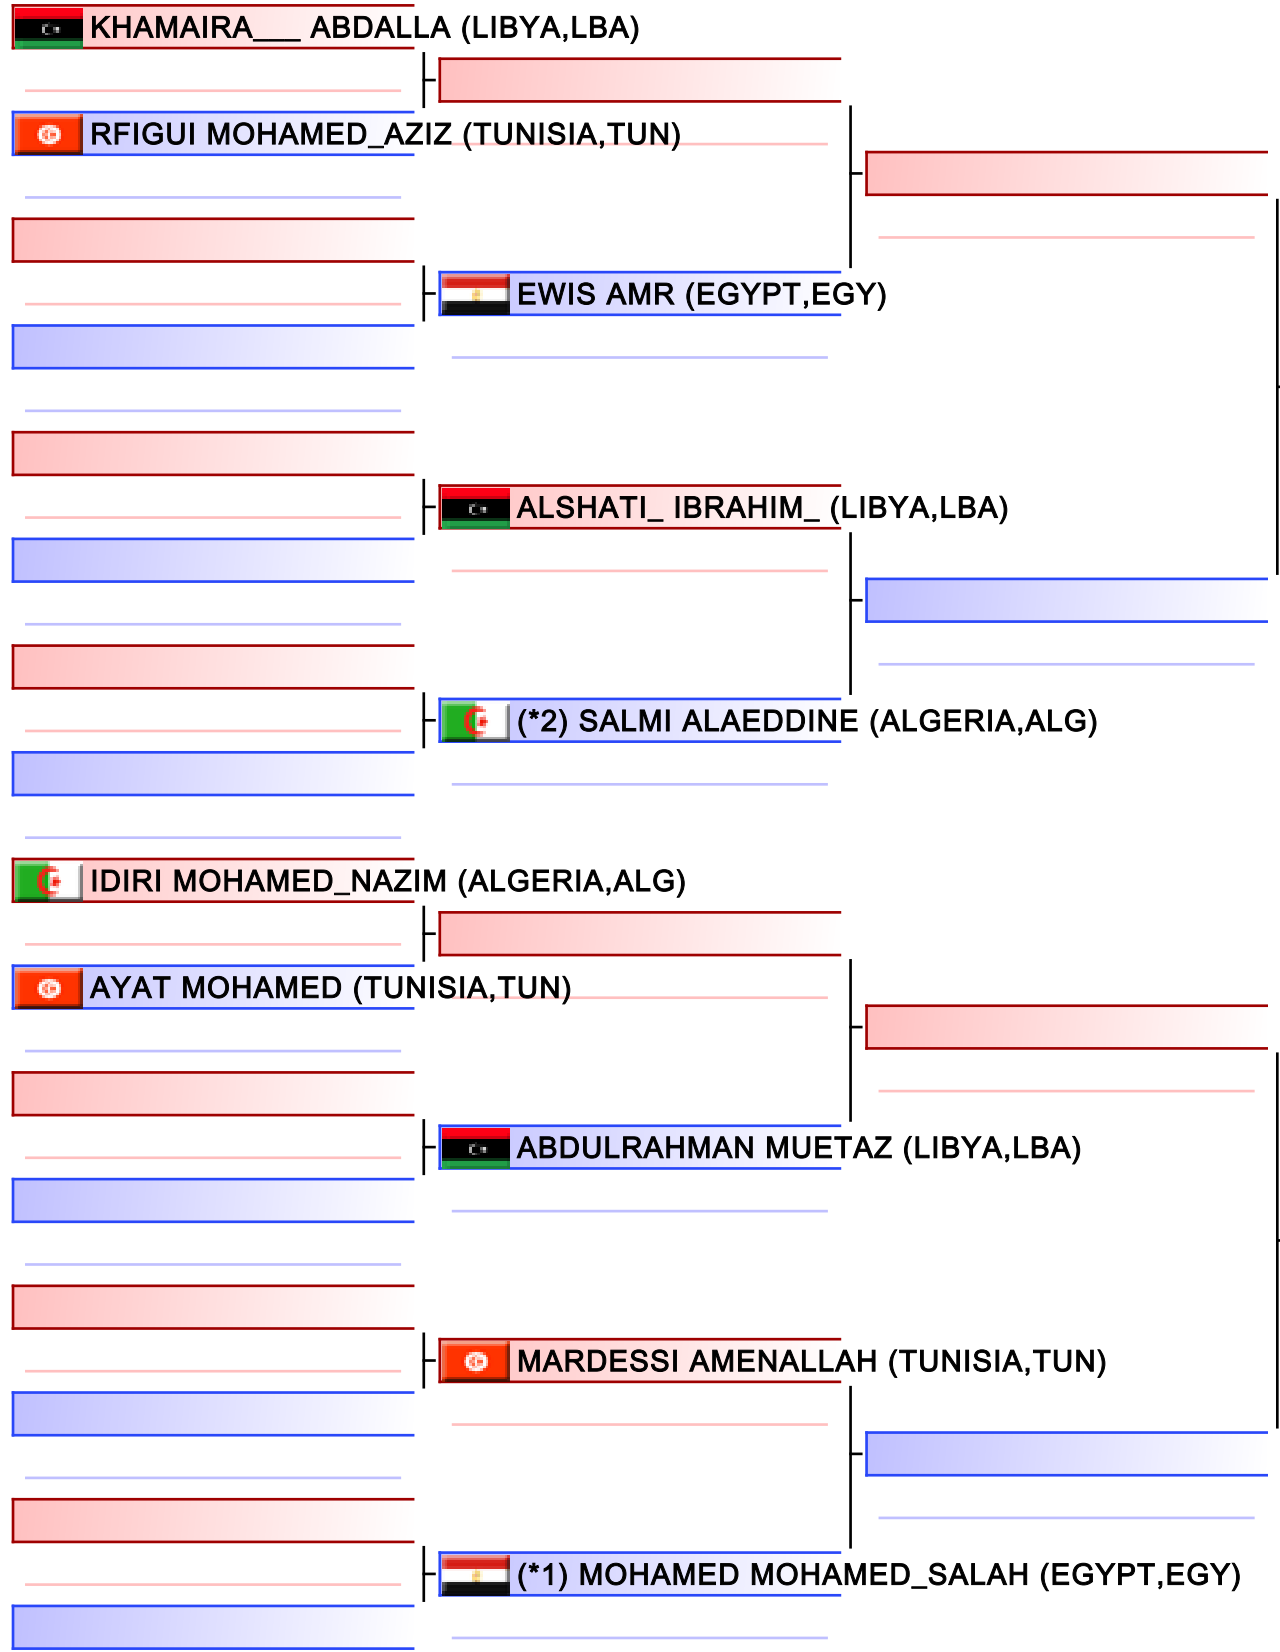 KHAMAIRA___ ABDALLA (LIBYA,LBA)
RFIGUI MOHAMED_AZIZ (TUNISIA,TUN)
EWIS AMR (EGYPT,EGY)
ALSHATI_ IBRAHIM_ (LIBYA,LBA)
(*2) SALMI ALAEDDINE (ALGERIA,ALG)
IDIRI MOHAMED_NAZIM (ALGERIA,ALG)
AYAT MOHAMED (TUNISIA,TUN)
ABDULRAHMAN MUETAZ (LIBYA,LBA)
MARDESSI AMENALLAH (TUNISIA,TUN)
(*1) MOHAMED MOHAMED_SALAH (EGYPT,EGY)